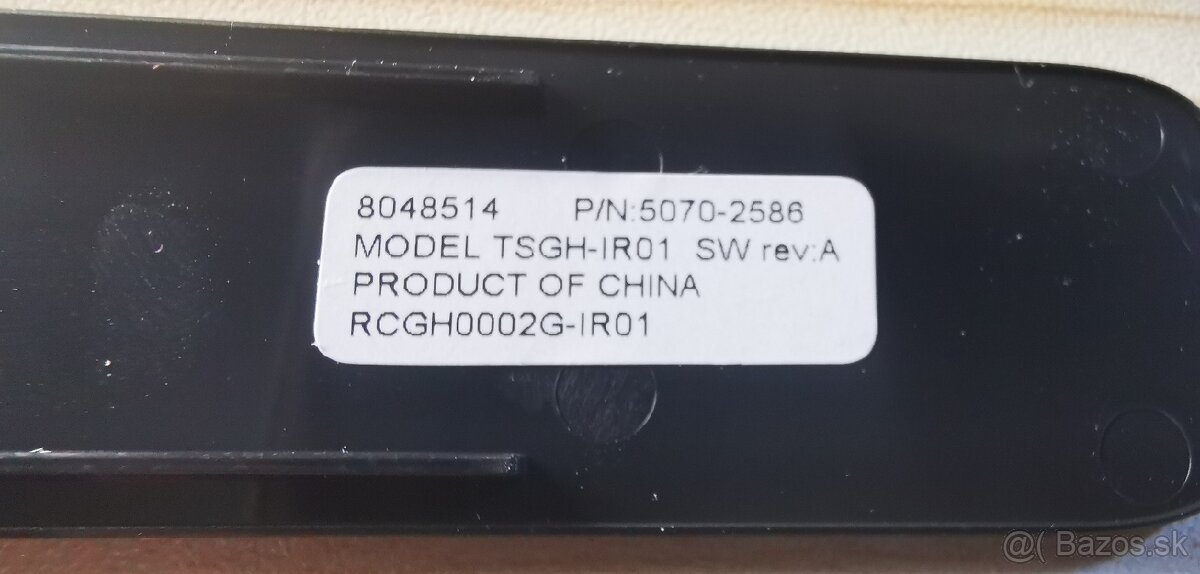 8048514 P/N:5070-2586
MODEL TSGH-IR01 SW rev:A
PRODUCT OF CHINA
RCGH0002G-IR01
@( Bazos.sk